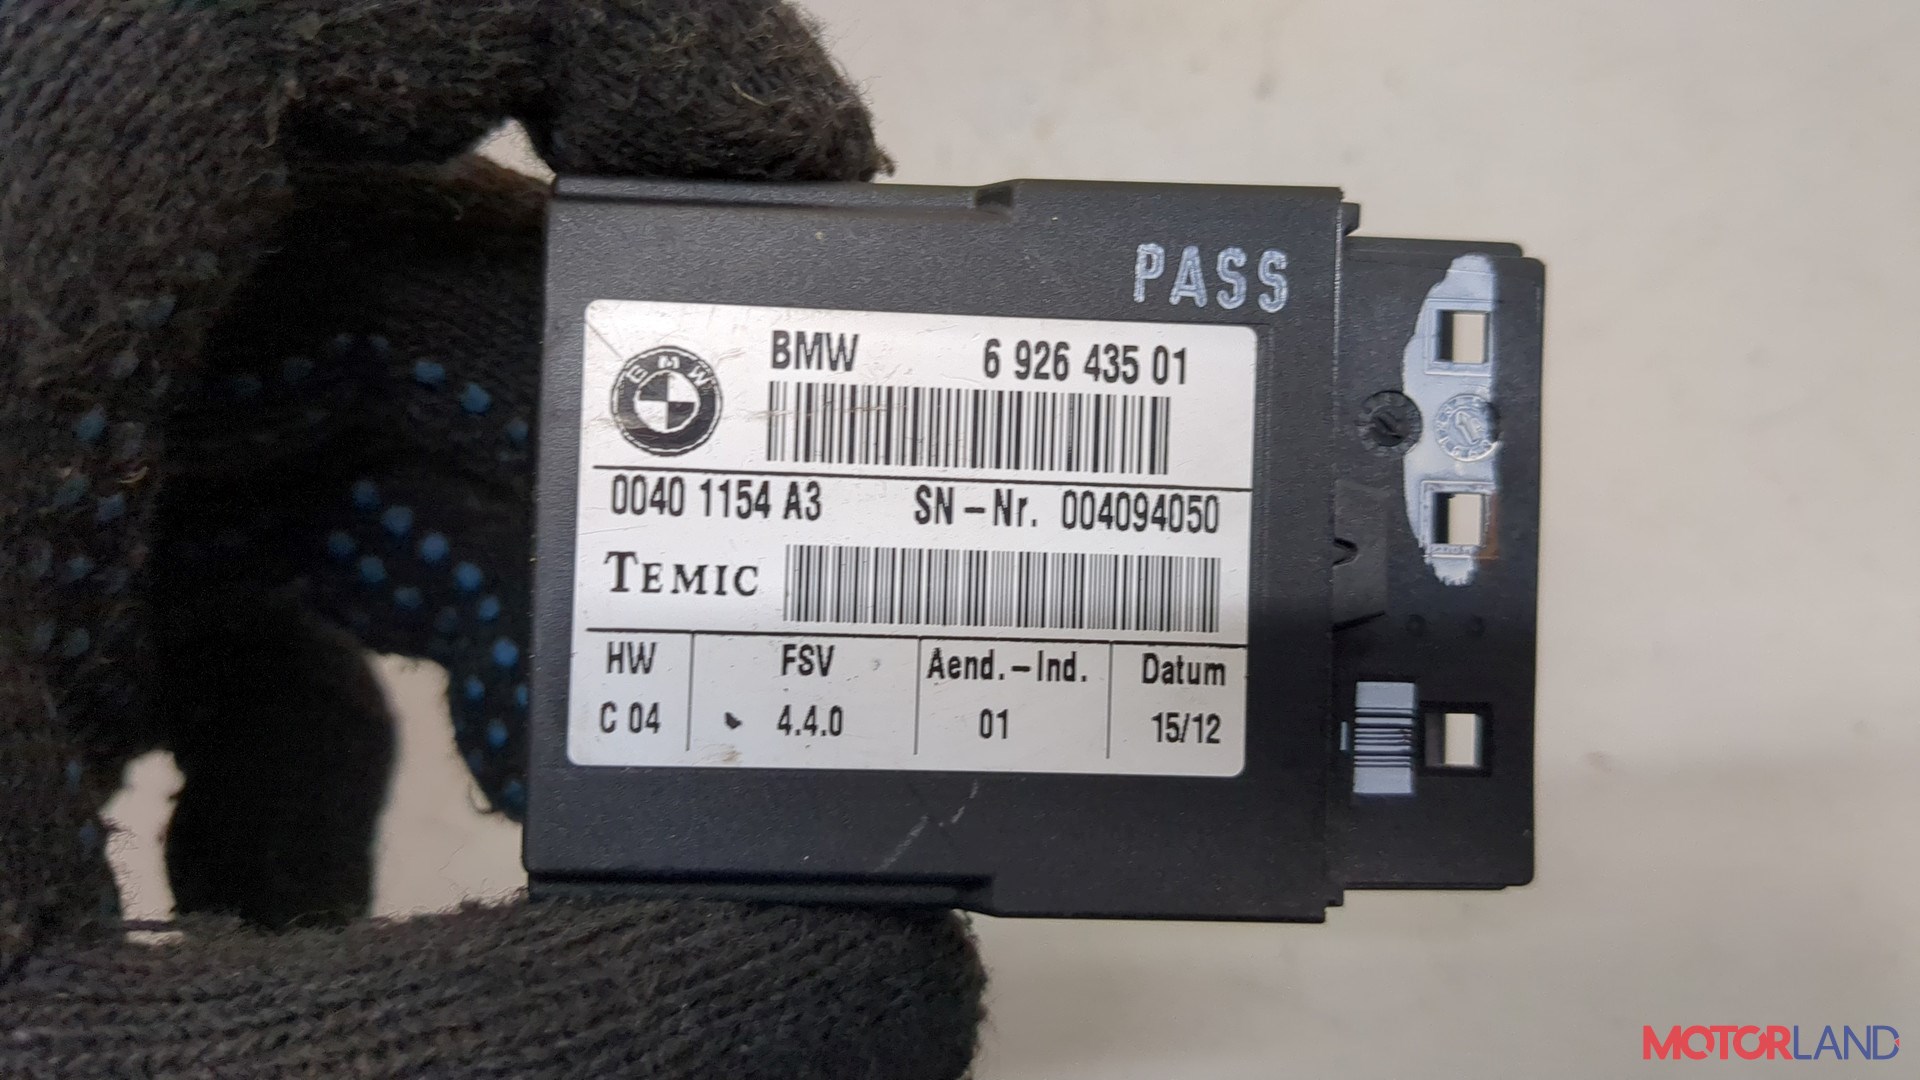 PASS
BMW
BMW 6 926 435 01
0040 1154 A3 SN-Nr. 004094050
TEMIC
HW FSV Aend.-Ind. Datum
C 04 4.4.0 01 15/12
MOTORLAND